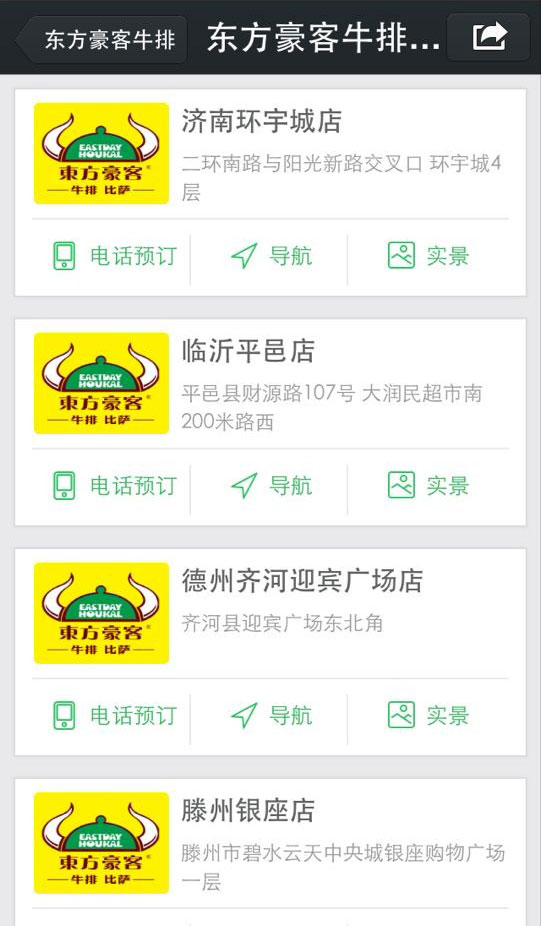 东方豪客牛排
东方豪客牛排...
EASTDAY
HOUKAL
東方豪客
牛排 比萨
济南环宇城店
二环南路与阳光新路交叉口 环宇城4
层
电话预订
导航
实景
EASTDAY
HOUKAL
東方豪客
牛排 比萨
临沂平邑店
平邑县财源路107号 大润民超市南
200米路西
电话预订
导航
实景
EASTDAY
HOUKAL
東方豪客
牛排 比萨
德州齐河迎宾广场店
齐河县迎宾广场东北角
电话预订
导航
实景
EASTDAY
HOUKAL
東方豪客
牛排 比萨
滕州银座店
滕州市碧水云天中央城银座购物广场
一层